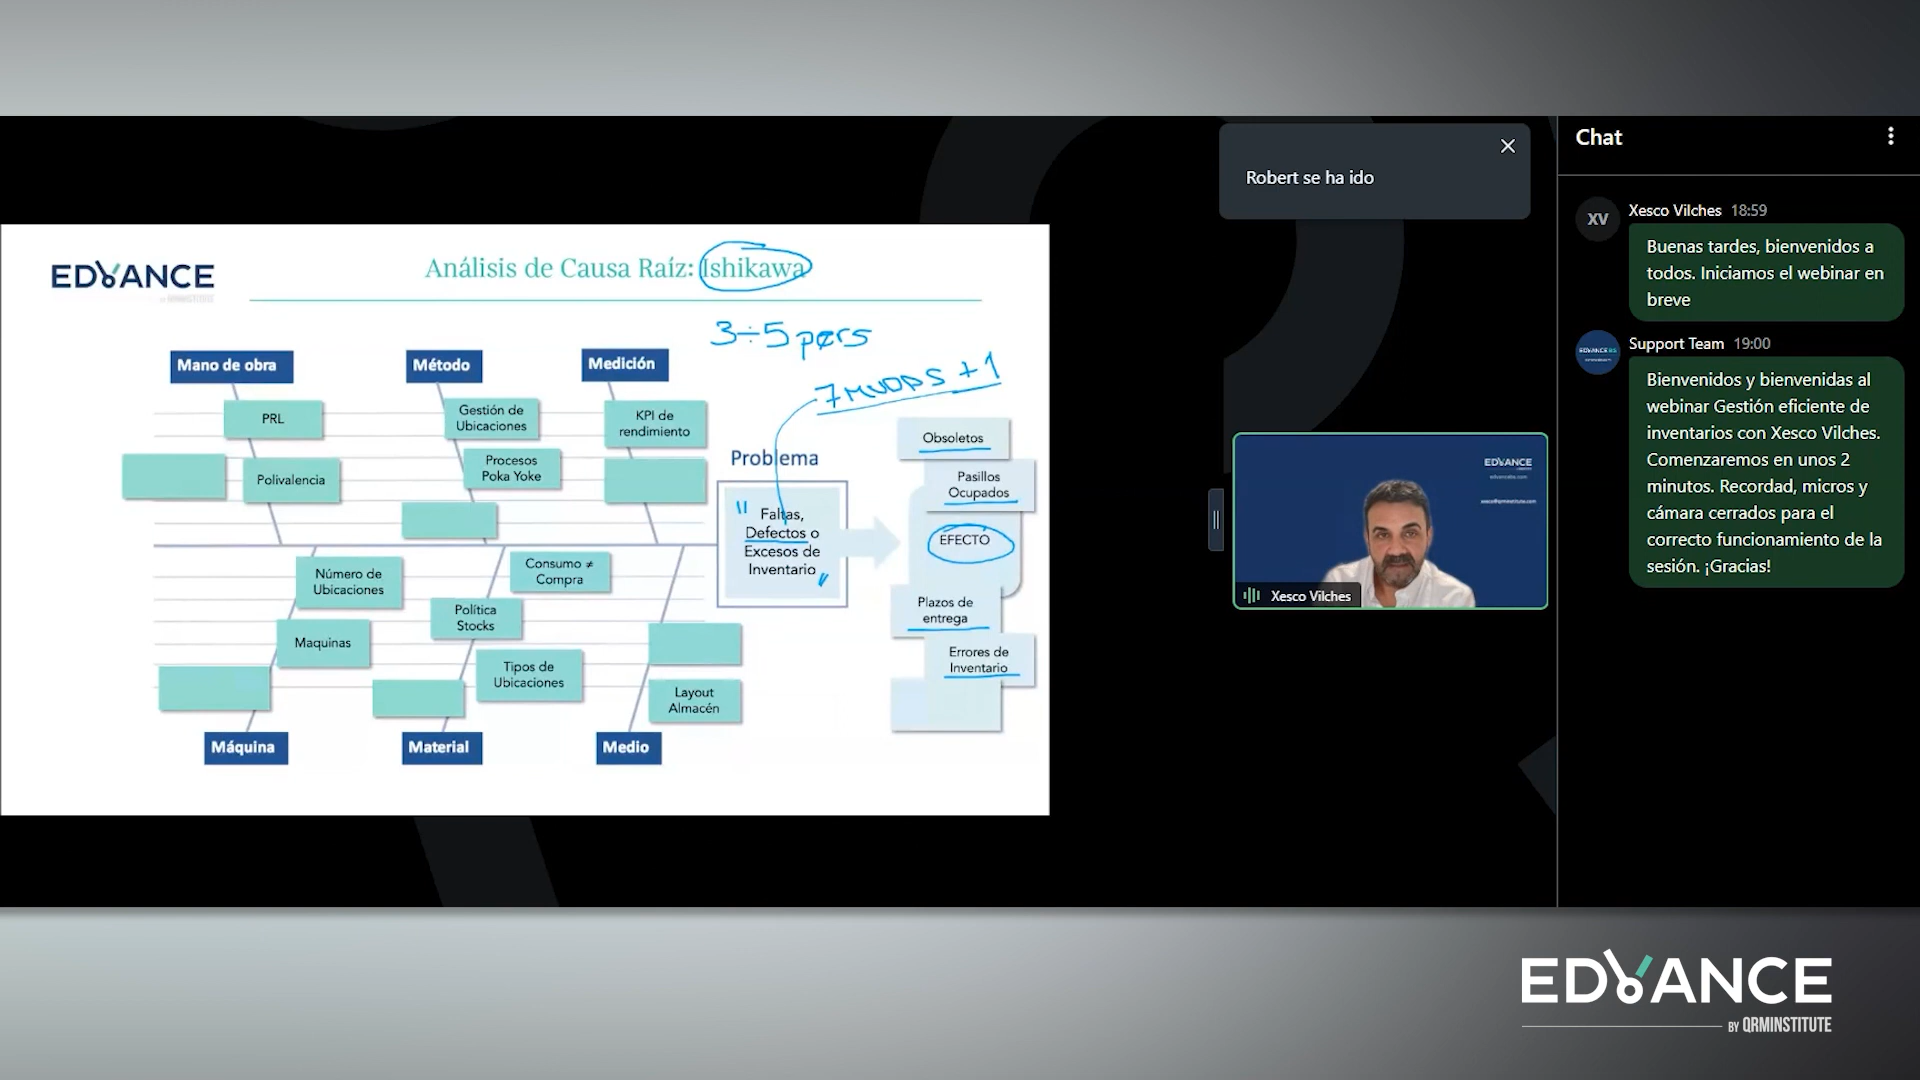 EDVANCE
BY QRMINSTITUTE
Análisis de Causa Raíz: Ishikawa
3÷5 pers
7 MUDAS + 1
Mano de obra
Método
Medición
PRL
Gestión de
Ubicaciones
KPI de
rendimiento
Polivalencia
Procesos
Poka Yoke
Problema
Faltas,
Defectos o
Excesos de
Inventario
Obsoletos
Pasillos
Ocupados
EFECTO
Plazos de
entrega
Errores de
Inventario
Número de
Ubicaciones
Consumo ≠
Compra
Política
Stocks
Maquinas
Tipos de
Ubicaciones
Layout
Almacén
Máquina
Material
Medio
Robert se ha ido
EDVANCE
Xesco Vilches
Chat
XV
Xesco Vilches 18:59
Buenas tardes, bienvenidos a
todos. Iniciamos el webinar en
breve
Support Team 19:00
Bienvenidos y bienvenidas al
webinar Gestión eficiente de
inventarios con Xesco Vilches.
Comenzaremos en unos 2
minutos. Recordad, micros y
cámara cerrados para el
correcto funcionamiento de la
sesión. ¡Gracias!
EDVANCE
BY QRMINSTITUTE